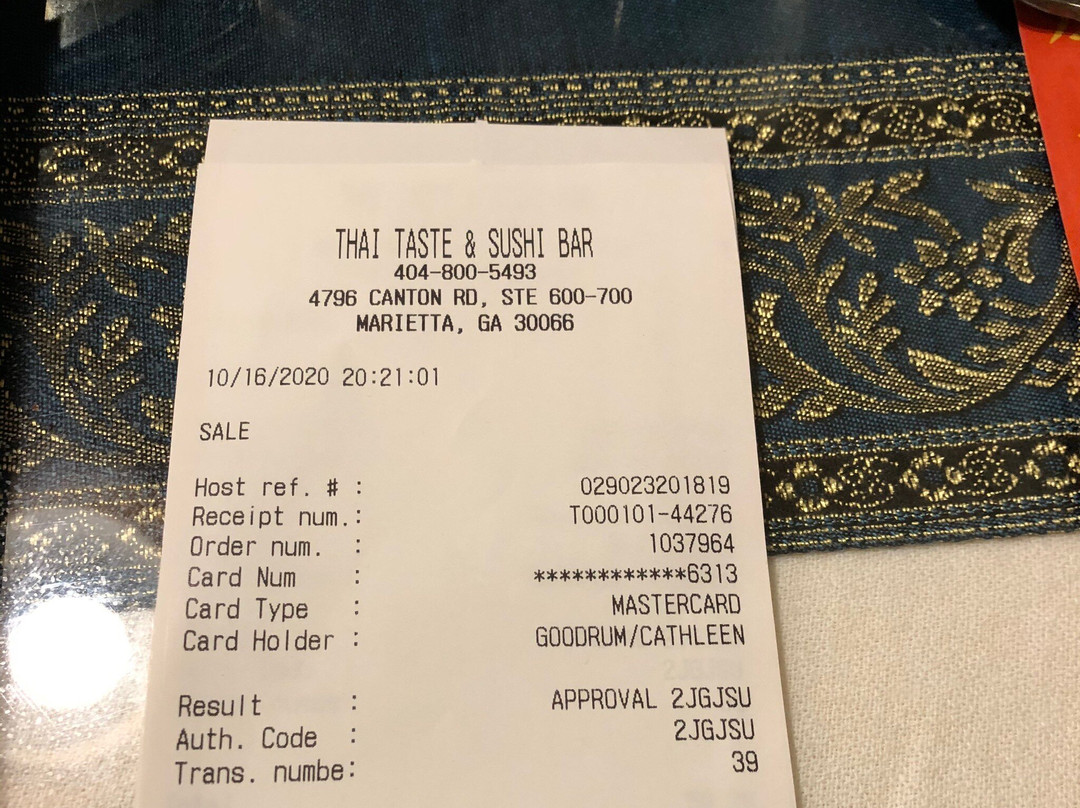 THAI TASTE & SUSHI BAR
404-800-5493
4796 CANTON RD, STE 600-700
MARIETTA, GA 30066
10/16/2020 20:21:01
SALE
Host ref. # : 029023201819
Receipt num.: T000101-44276
Order num. : 1037964
Card Num : ************6313
Card Type : MASTERCARD
Card Holder : GOODRUM/CATHLEEN
Result : APPROVAL 2JGJSU
Auth. Code : 2JGJSU
Trans. numbe: 39